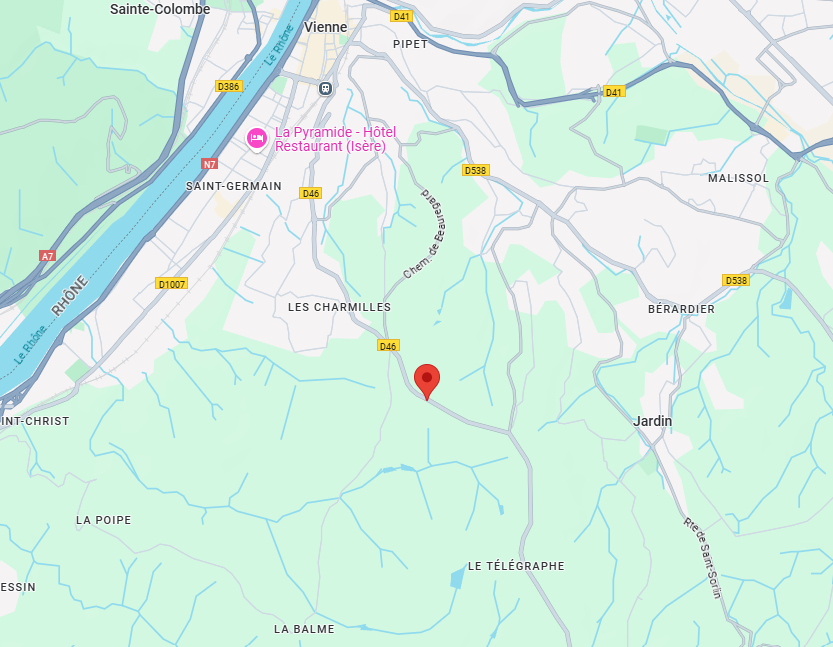 Sainte-Colombe
D41
Vienne
PIPET
Le Rhône
D386
D41
La Pyramide - Hôtel
Restaurant (Isère)
N7
D538
MALISSOL
SAINT-GERMAIN
D46
Chem. de Beauregard
A7
RHÔNE
D1007
D538
LES CHARMILLES
BÉRARDIER
Le Rhône
D46
INT-CHRIST
Jardin
LA POIPE
Rte de Saint-Sorlin
LE TÉLÉGRAPHE
ESSIN
LA BALME